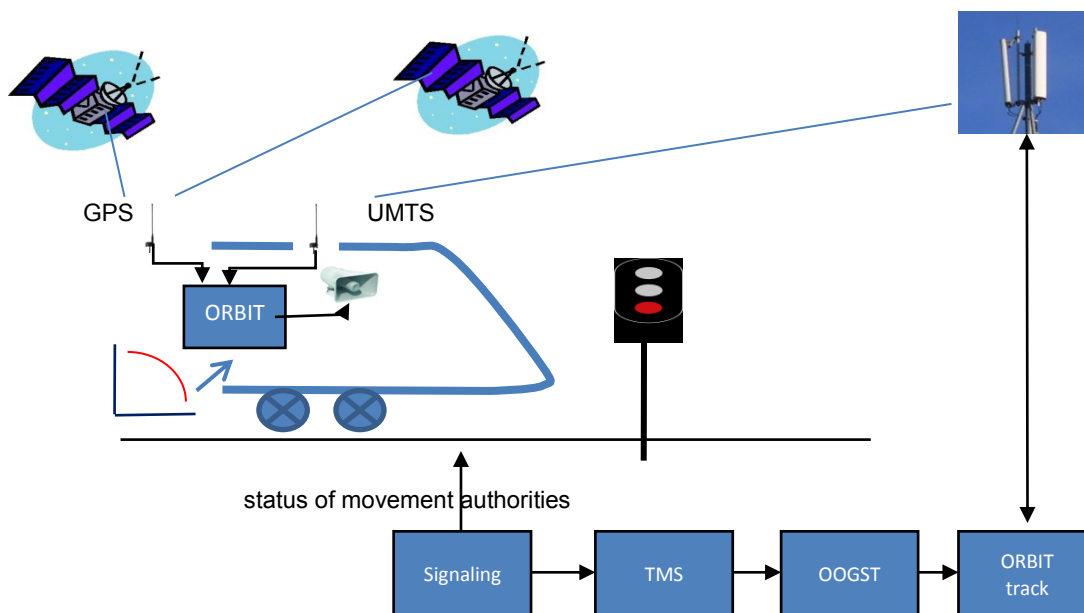 GPS
UMTS
ORBIT
status of movement authorities
Signaling
TMS
OOGST
ORBIT
track